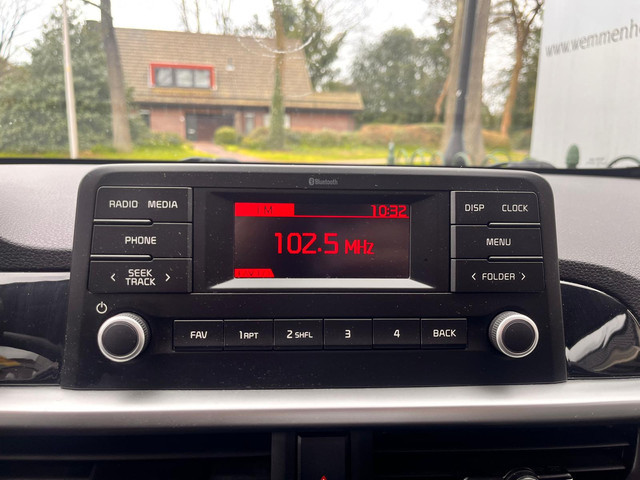 www.wemmenho
Bluetooth
RADIO MEDIA
FM
10:32
DISP CLOCK
PHONE
102.5 MHz
MENU
< SEEK TRACK >
< FOLDER >
FAV
1 RPT
2 SHFL
3
4
BACK